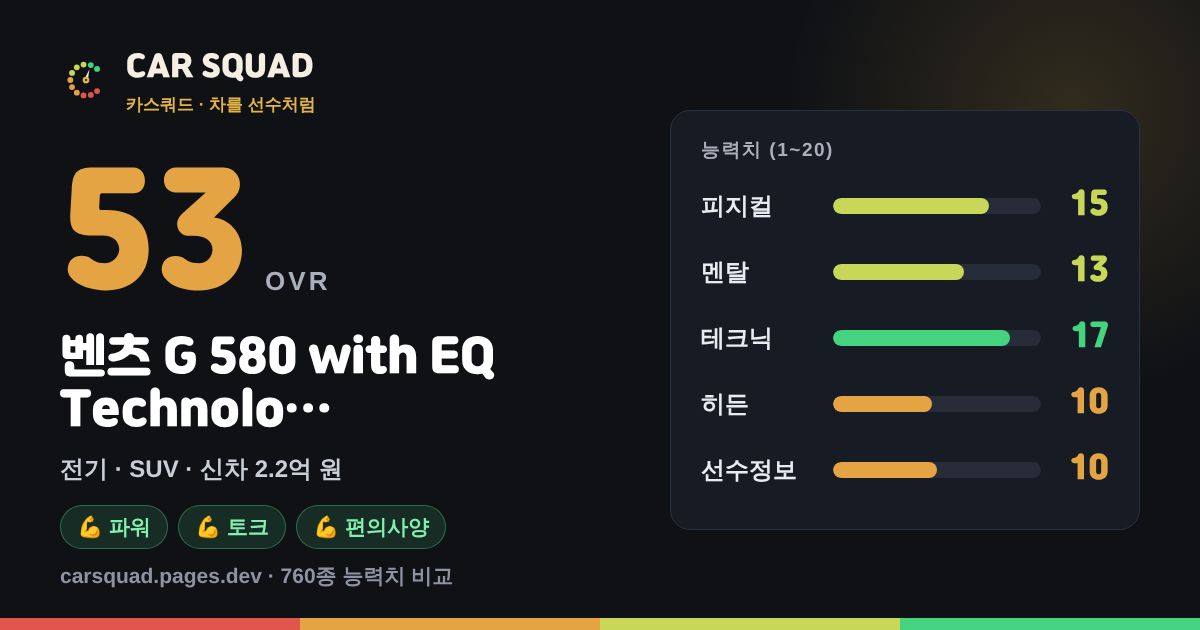 CAR SQUAD
카스쿼드 · 차를 선수처럼
53 OVR
벤츠 G 580 with EQ
Technolo···
전기 · SUV · 신차 2.2억 원
💪 파워 💪 토크 💪 편의사양
carsquad.pages.dev · 760종 능력치 비교
능력치 (1~20)
피지컬 15
멘탈 13
테크닉 17
히든 10
선수정보 10